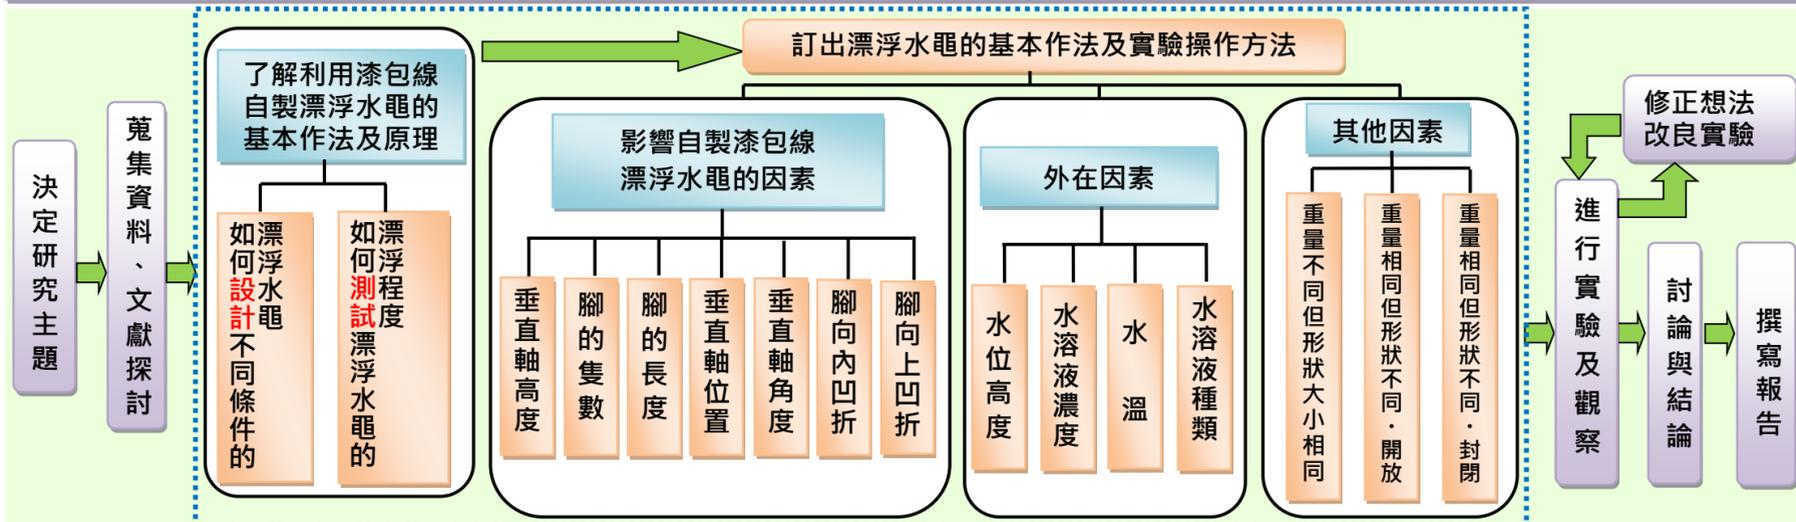 決定研究主題
蒐集資料、文獻探討
了解利用漆包線
自製漂浮水黽的
基本作法及原理
如何設計不同條件的
漂浮水黽
如何測試漂浮水黽的
漂浮程度
訂出漂浮水黽的基本作法及實驗操作方法
影響自製漆包線
漂浮水黽的因素
垂直軸高度
腳的隻數
腳的長度
垂直軸位置
垂直軸角度
腳向內凹折
腳向上凹折
外在因素
水位高度
水溶液濃度
水溫
水溶液種類
其他因素
重量不同但形狀大小相同
重量相同但形狀不同・開放
重量相同但形狀不同・封閉
修正想法
改良實驗
進行實驗及觀察
討論與結論
撰寫報告